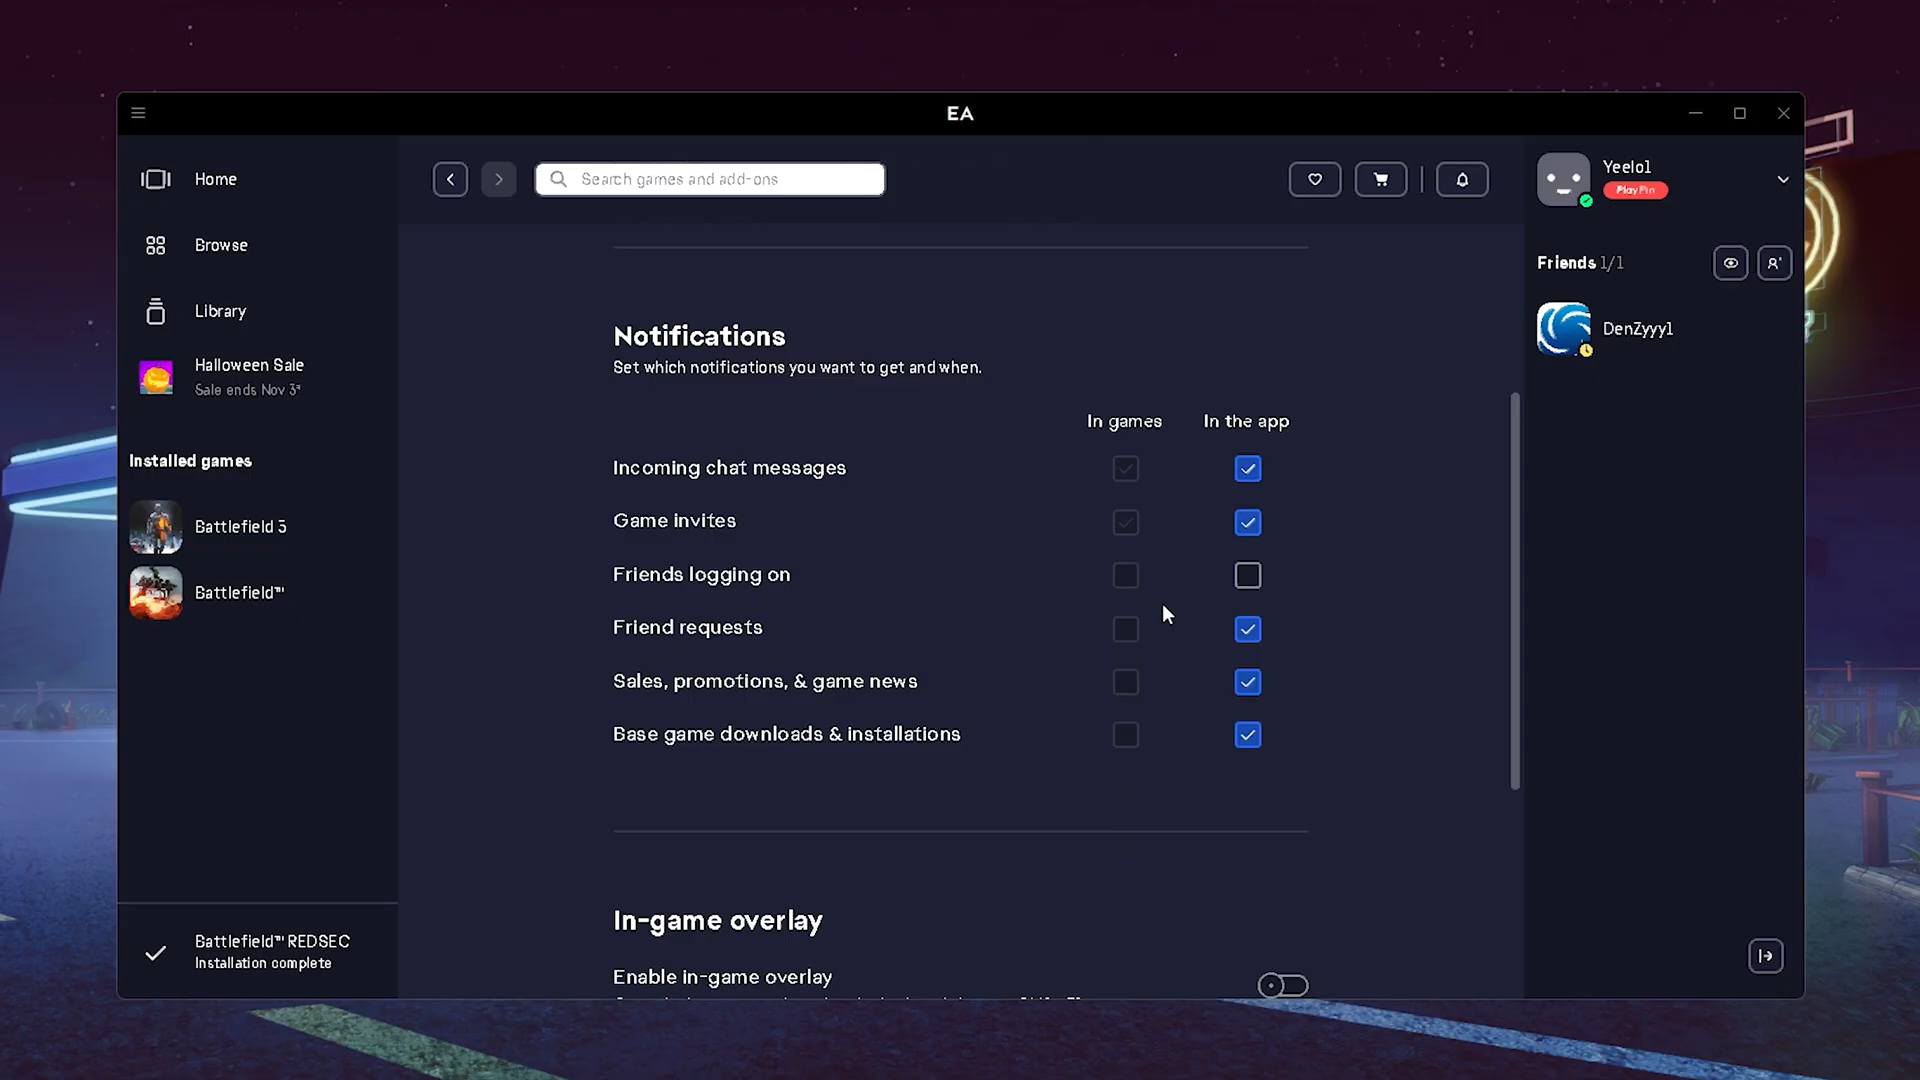 EA
Home
Browse
Library
Halloween Sale
Sale ends Nov 3ʳᵈ
Installed games
Battlefield 3
Battlefield™
Battlefield™ REDSEC
Installation complete
Search games and add-ons
Notifications
Set which notifications you want to get and when.
In games In the app
Incoming chat messages
Game invites
Friends logging on
Friend requests
Sales, promotions, & game news
Base game downloads & installations
In-game overlay
Enable in-game overlay
Yeelo1
Friends 1/1
DenZyyy1